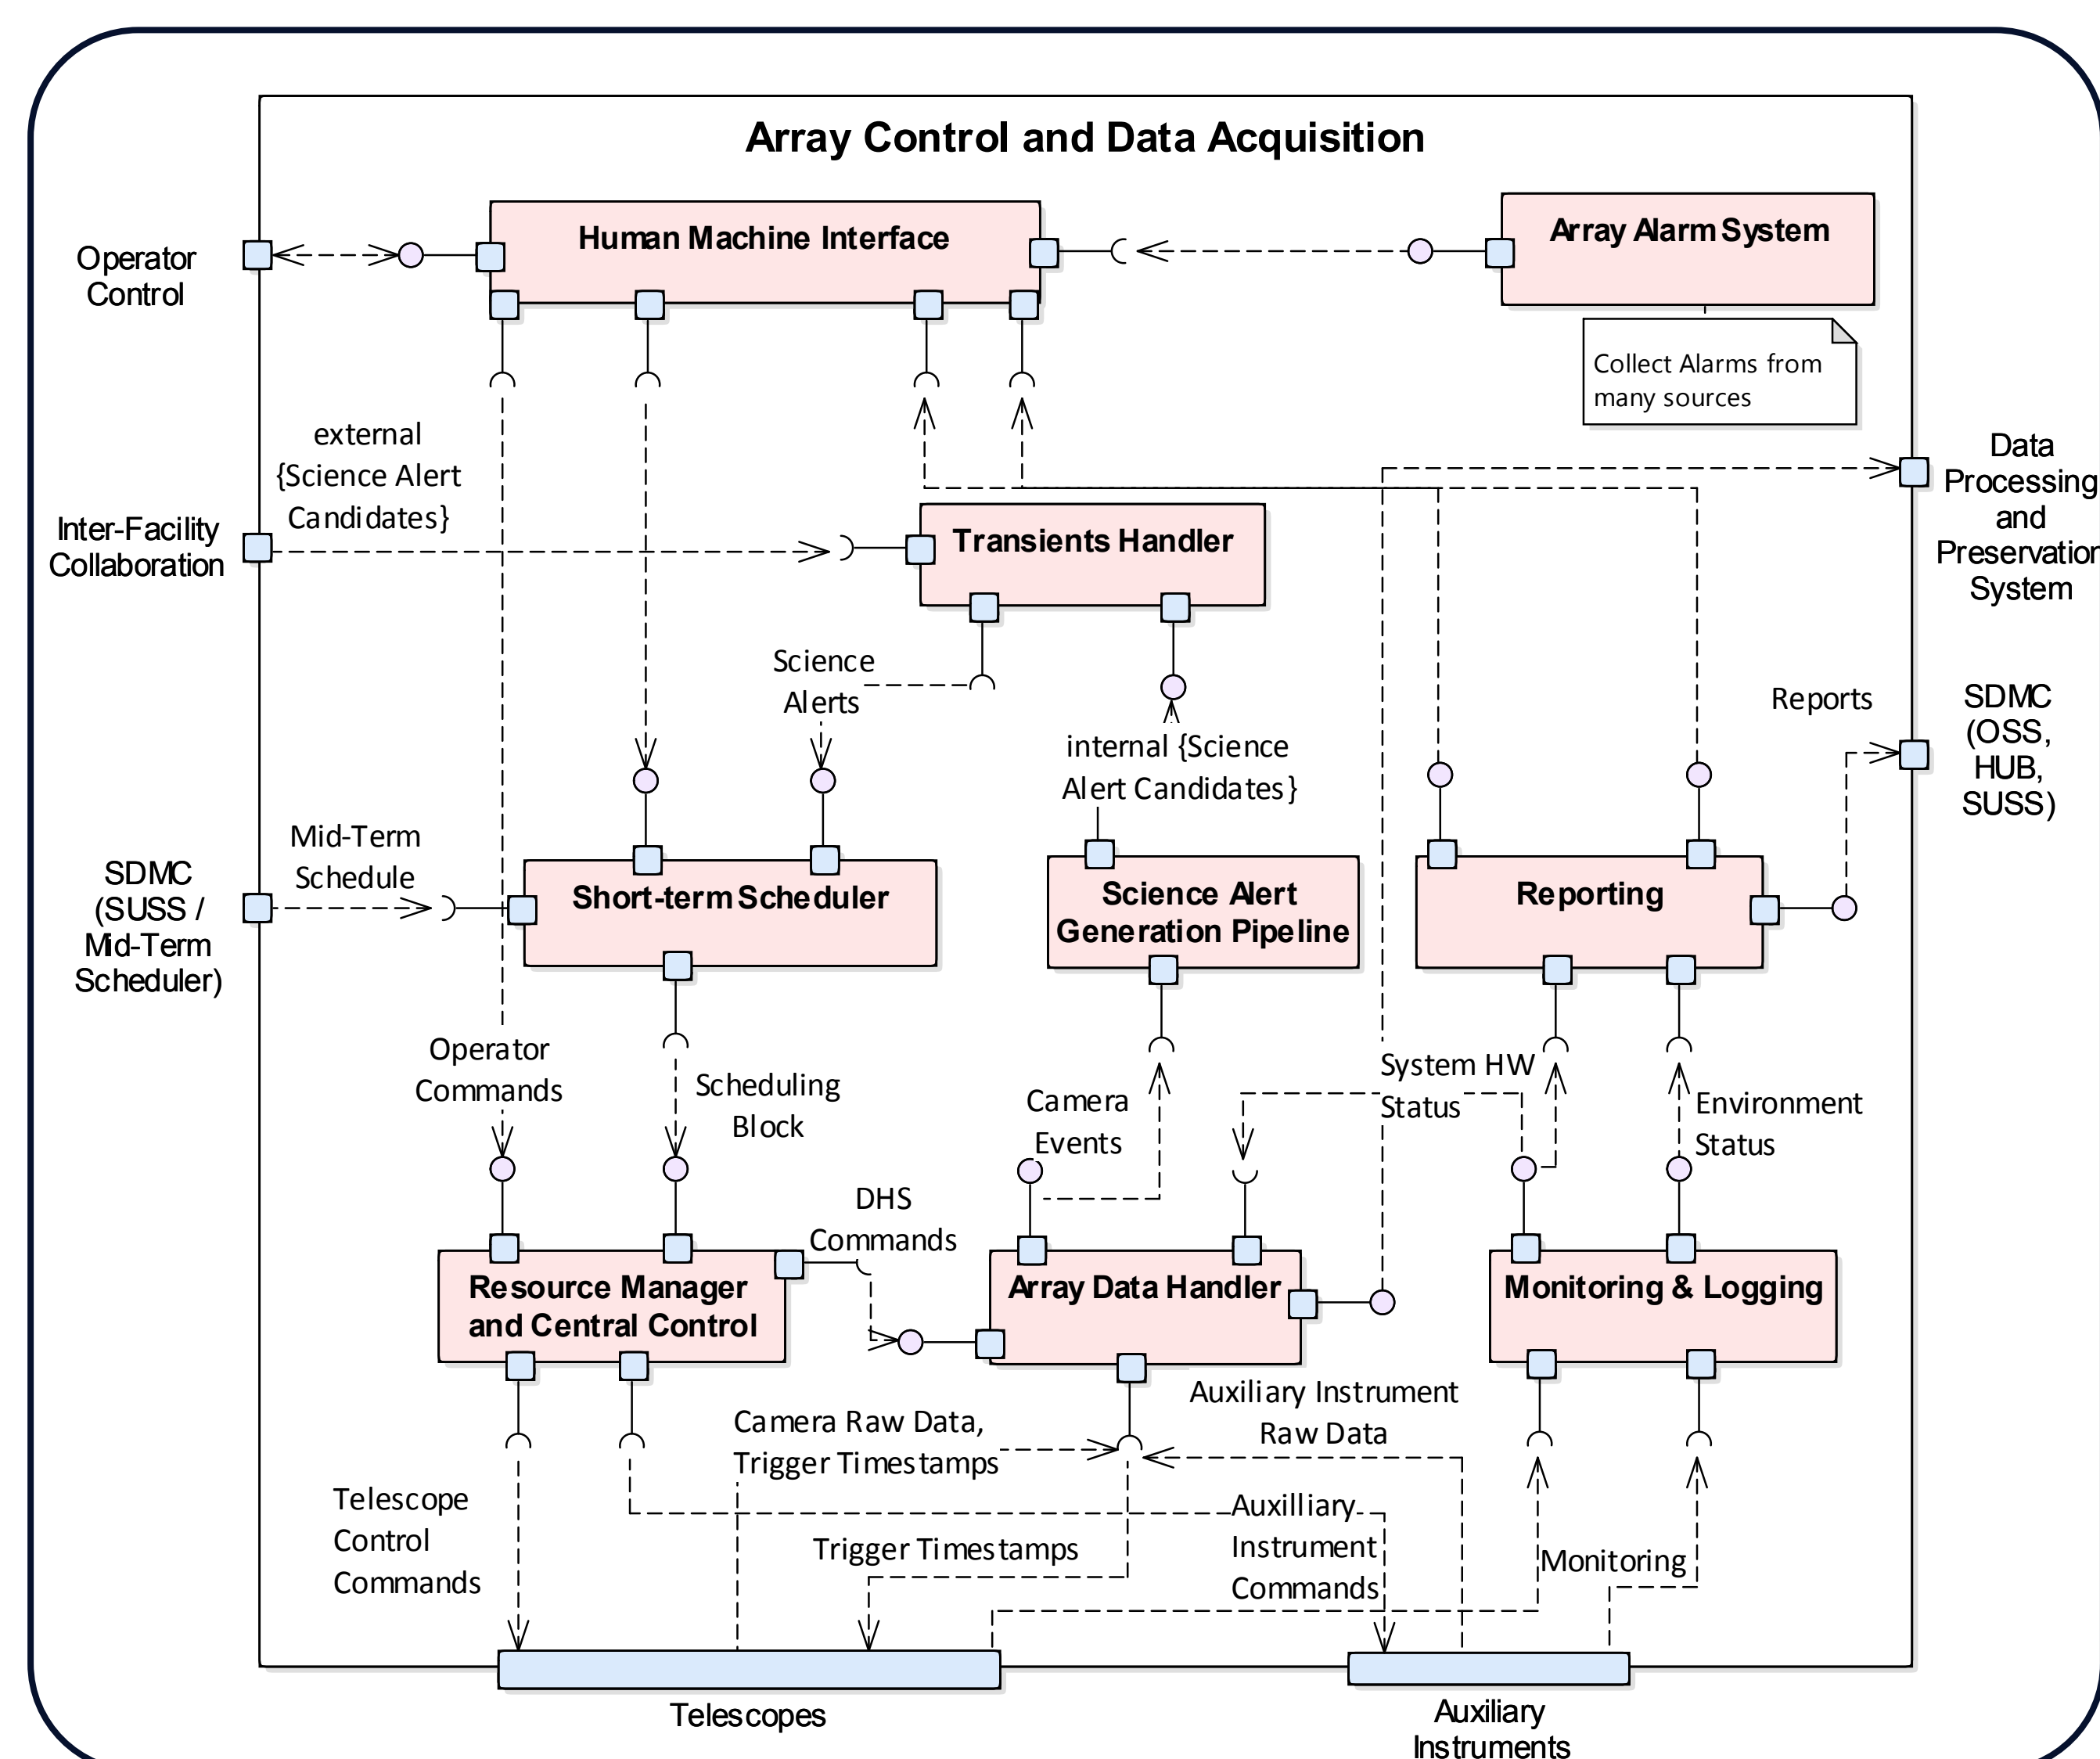 Array Control and Data Acquisition
Human Machine Interface
Array Alarm System
Operator
Control
Collect Alarms from
many sources
external
{Science Alert
Candidates}
Data
Processing
and
Preservation
System
Inter-Facility
Collaboration
Transients Handler
Science
Alerts
internal {Science
Alert Candidates}
Reports
SDMC
(OSS,
HUB,
SUSS)
Mid-Term
Schedule
SDMC
(SUSS /
Mid-Term
Scheduler)
Short-term Scheduler
Science Alert
Generation Pipeline
Reporting
Operator
Commands
Scheduling
Block
Camera
Events
System HW
Status
Environment
Status
DHS
Commands
Resource Manager
and Central Control
Array Data Handler
Monitoring & Logging
Camera Raw Data,
Trigger Timestamps
Auxiliary Instrument
Raw Data
Telescope
Control
Commands
Trigger Timestamps
Auxilliary
Instrument
Commands
Monitoring
Telescopes
Auxiliary
Instruments